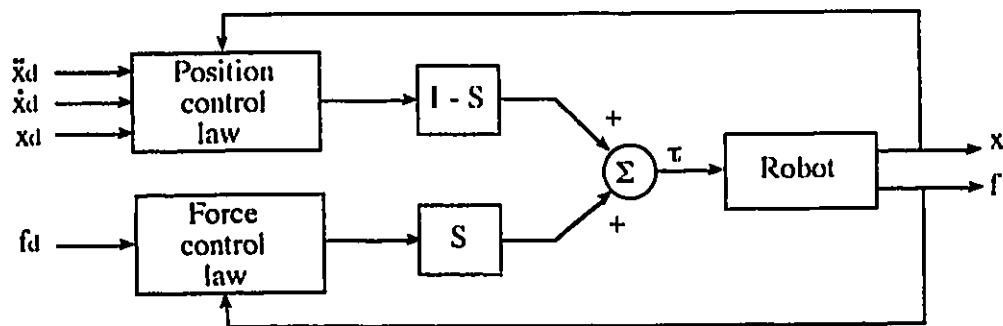 ẍd
ẋd
xd
Position
control
law
I - S
+
Σ
+
τ
Robot
x
f
fd
Force
control
law
S